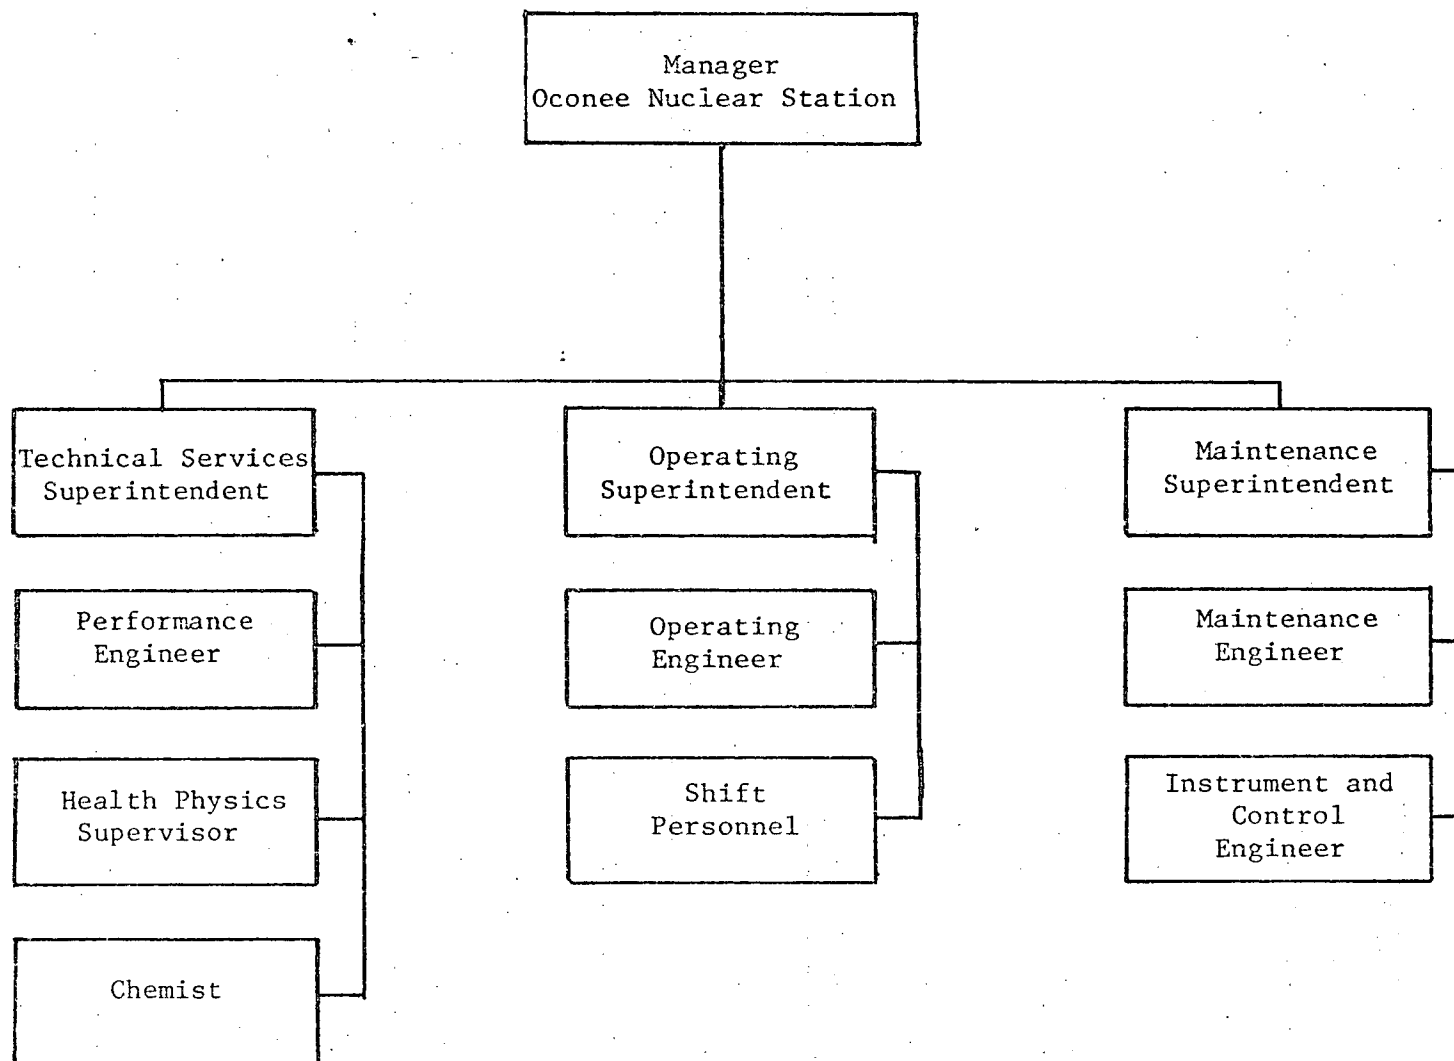 Manager
Oconee Nuclear Station
Technical Services
Superintendent
Performance
Engineer
Health Physics
Supervisor
Chemist
Operating
Superintendent
Operating
Engineer
Shift
Personnel
Maintenance
Superintendent
Maintenance
Engineer
Instrument and
Control
Engineer